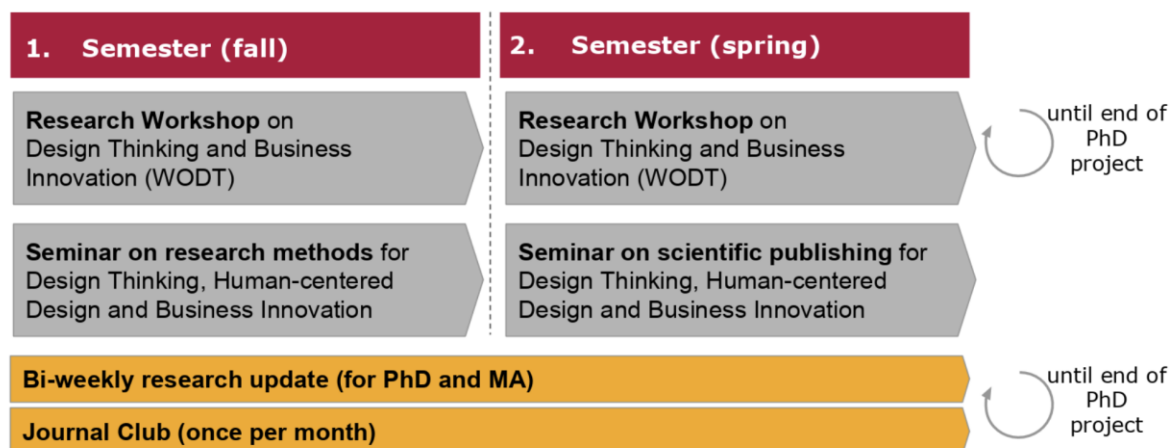 1. Semester (fall)
2. Semester (spring)
Research Workshop on
Design Thinking and Business
Innovation (WODT)
Research Workshop on
Design Thinking and Business
Innovation (WODT)
until end of
PhD
project
Seminar on research methods for
Design Thinking, Human-centered
Design and Business Innovation
Seminar on scientific publishing for
Design Thinking, Human-centered
Design and Business Innovation
Bi-weekly research update (for PhD and MA)
Journal Club (once per month)
until end of
PhD
project